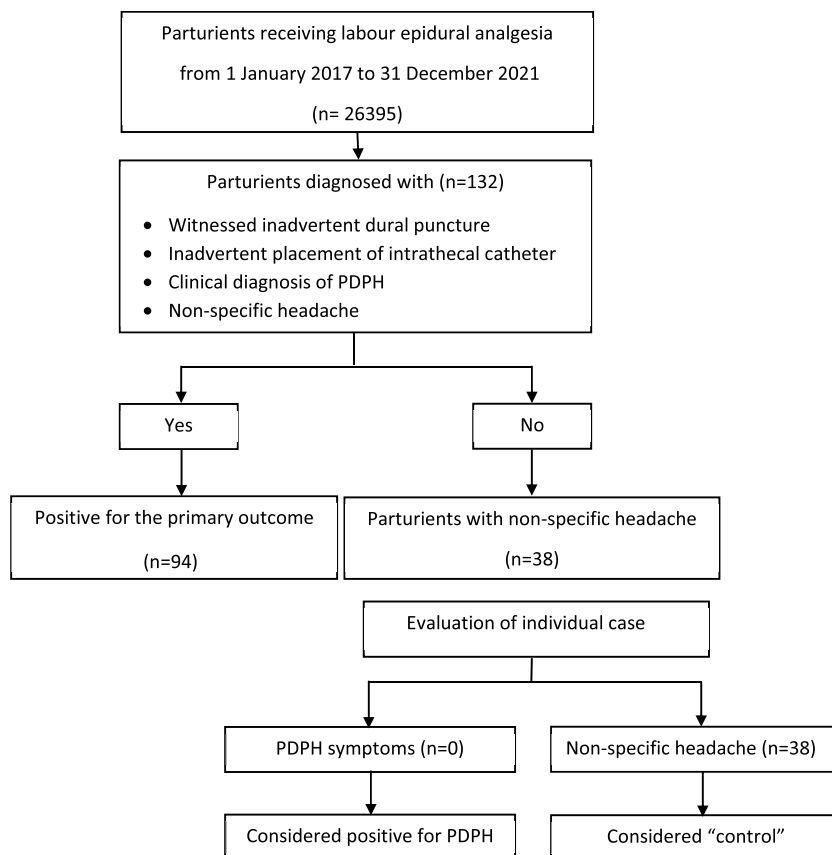 Parturients receiving labour epidural analgesia
from 1 January 2017 to 31 December 2021
(n= 26395)
Parturients diagnosed with (n=132)
• Witnessed inadvertent dural puncture
• Inadvertent placement of intrathecal catheter
• Clinical diagnosis of PDPH
• Non-specific headache
Yes
No
Positive for the primary outcome
(n=94)
Parturients with non-specific headache
(n=38)
Evaluation of individual case
PDPH symptoms (n=0)
Non-specific headache (n=38)
Considered positive for PDPH
Considered “control”